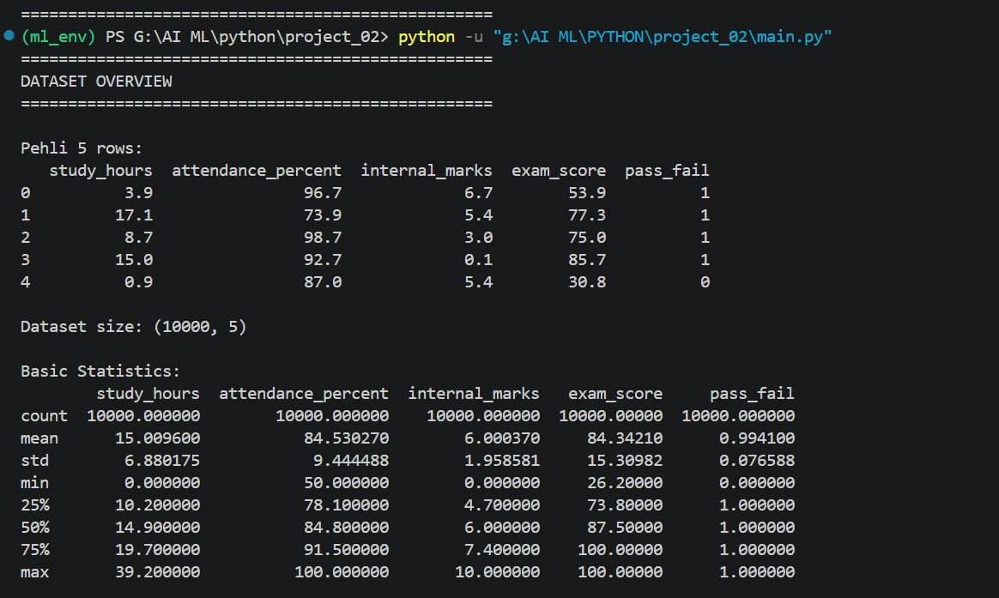 ==================================================
(ml_env) PS G:\AI ML\python\project_02> python -u "g:\AI ML\PYTHON\project_02\main.py"
==================================================
DATASET OVERVIEW
==================================================
Pehli 5 rows:
   study_hours  attendance_percent  internal_marks  exam_score  pass_fail
0          3.9                96.7             6.7        53.9          1
1         17.1                73.9             5.4        77.3          1
2          8.7                98.7             3.0        75.0          1
3         15.0                92.7             0.1        85.7          1
4          0.9                87.0             5.4        30.8          0
Dataset size: (10000, 5)
Basic Statistics:
        study_hours  attendance_percent  internal_marks   exam_score     pass_fail
count  10000.000000        10000.000000    10000.000000  10000.00000  10000.000000
mean      15.009600           84.530270        6.000370     84.34210      0.994100
std        6.880175            9.444488        1.958581     15.30982      0.076588
min        0.000000           50.000000        0.000000     26.20000      0.000000
25%       10.200000           78.100000        4.700000     73.80000      1.000000
50%       14.900000           84.800000        6.000000     87.50000      1.000000
75%       19.700000           91.500000        7.400000    100.00000      1.000000
max       39.200000          100.000000       10.000000    100.00000      1.000000